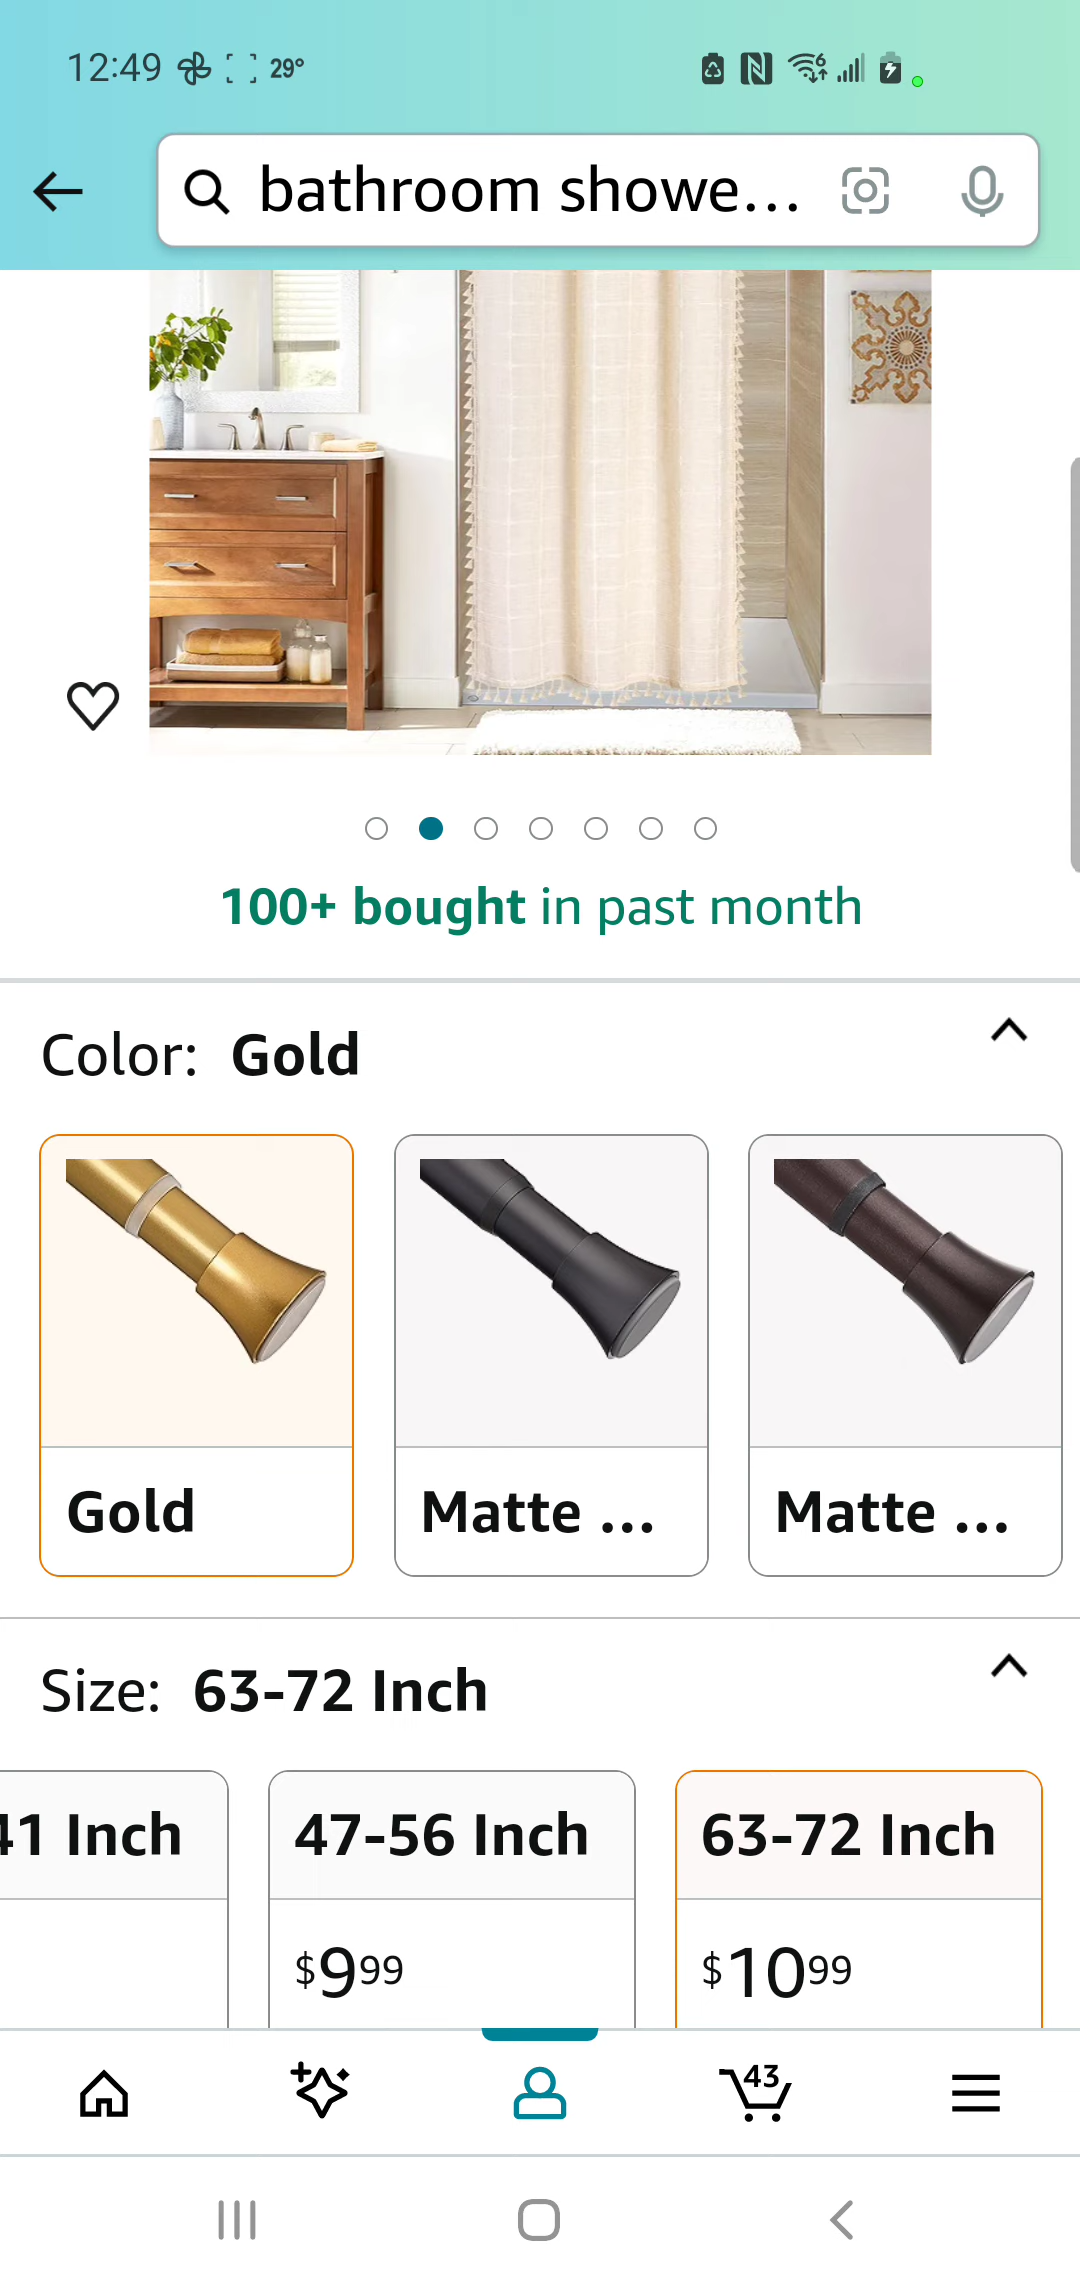 12:49 29°
bathroom showe...
100+ bought in past month
Color: Gold
Gold
Matte ...
Matte ...
Size: 63-72 Inch
41 Inch
47-56 Inch
63-72 Inch
$9.99
$10.99
43